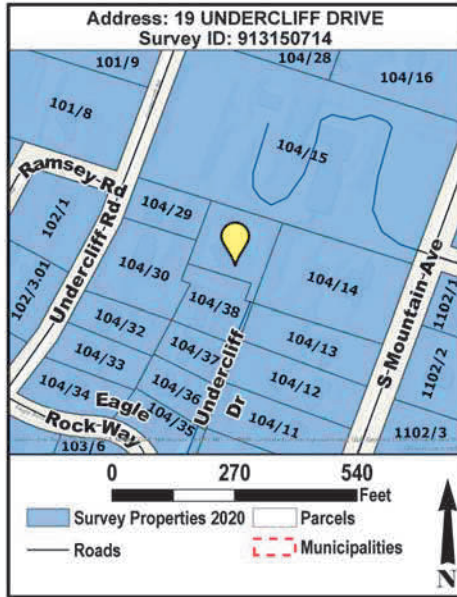 Address: 19 UNDERCLIFF DRIVE
Survey ID: 913150714
101/9
104/28
104/16
101/8
104/15
Ramsey-Rd
104/29
102/1
Undercliff-Rd
104/30
104/14
S-Mountain-Ave
102/3.01
104/38
1102/1
104/32
104/37
104/13
104/33
Undercliff
Dr
104/12
1102/2
104/34
104/36
Eagle
Rock-Way
104/35
104/11
1102/3
103/6
0 270 540
Feet
Survey Properties 2020
Parcels
Roads
Municipalities
N